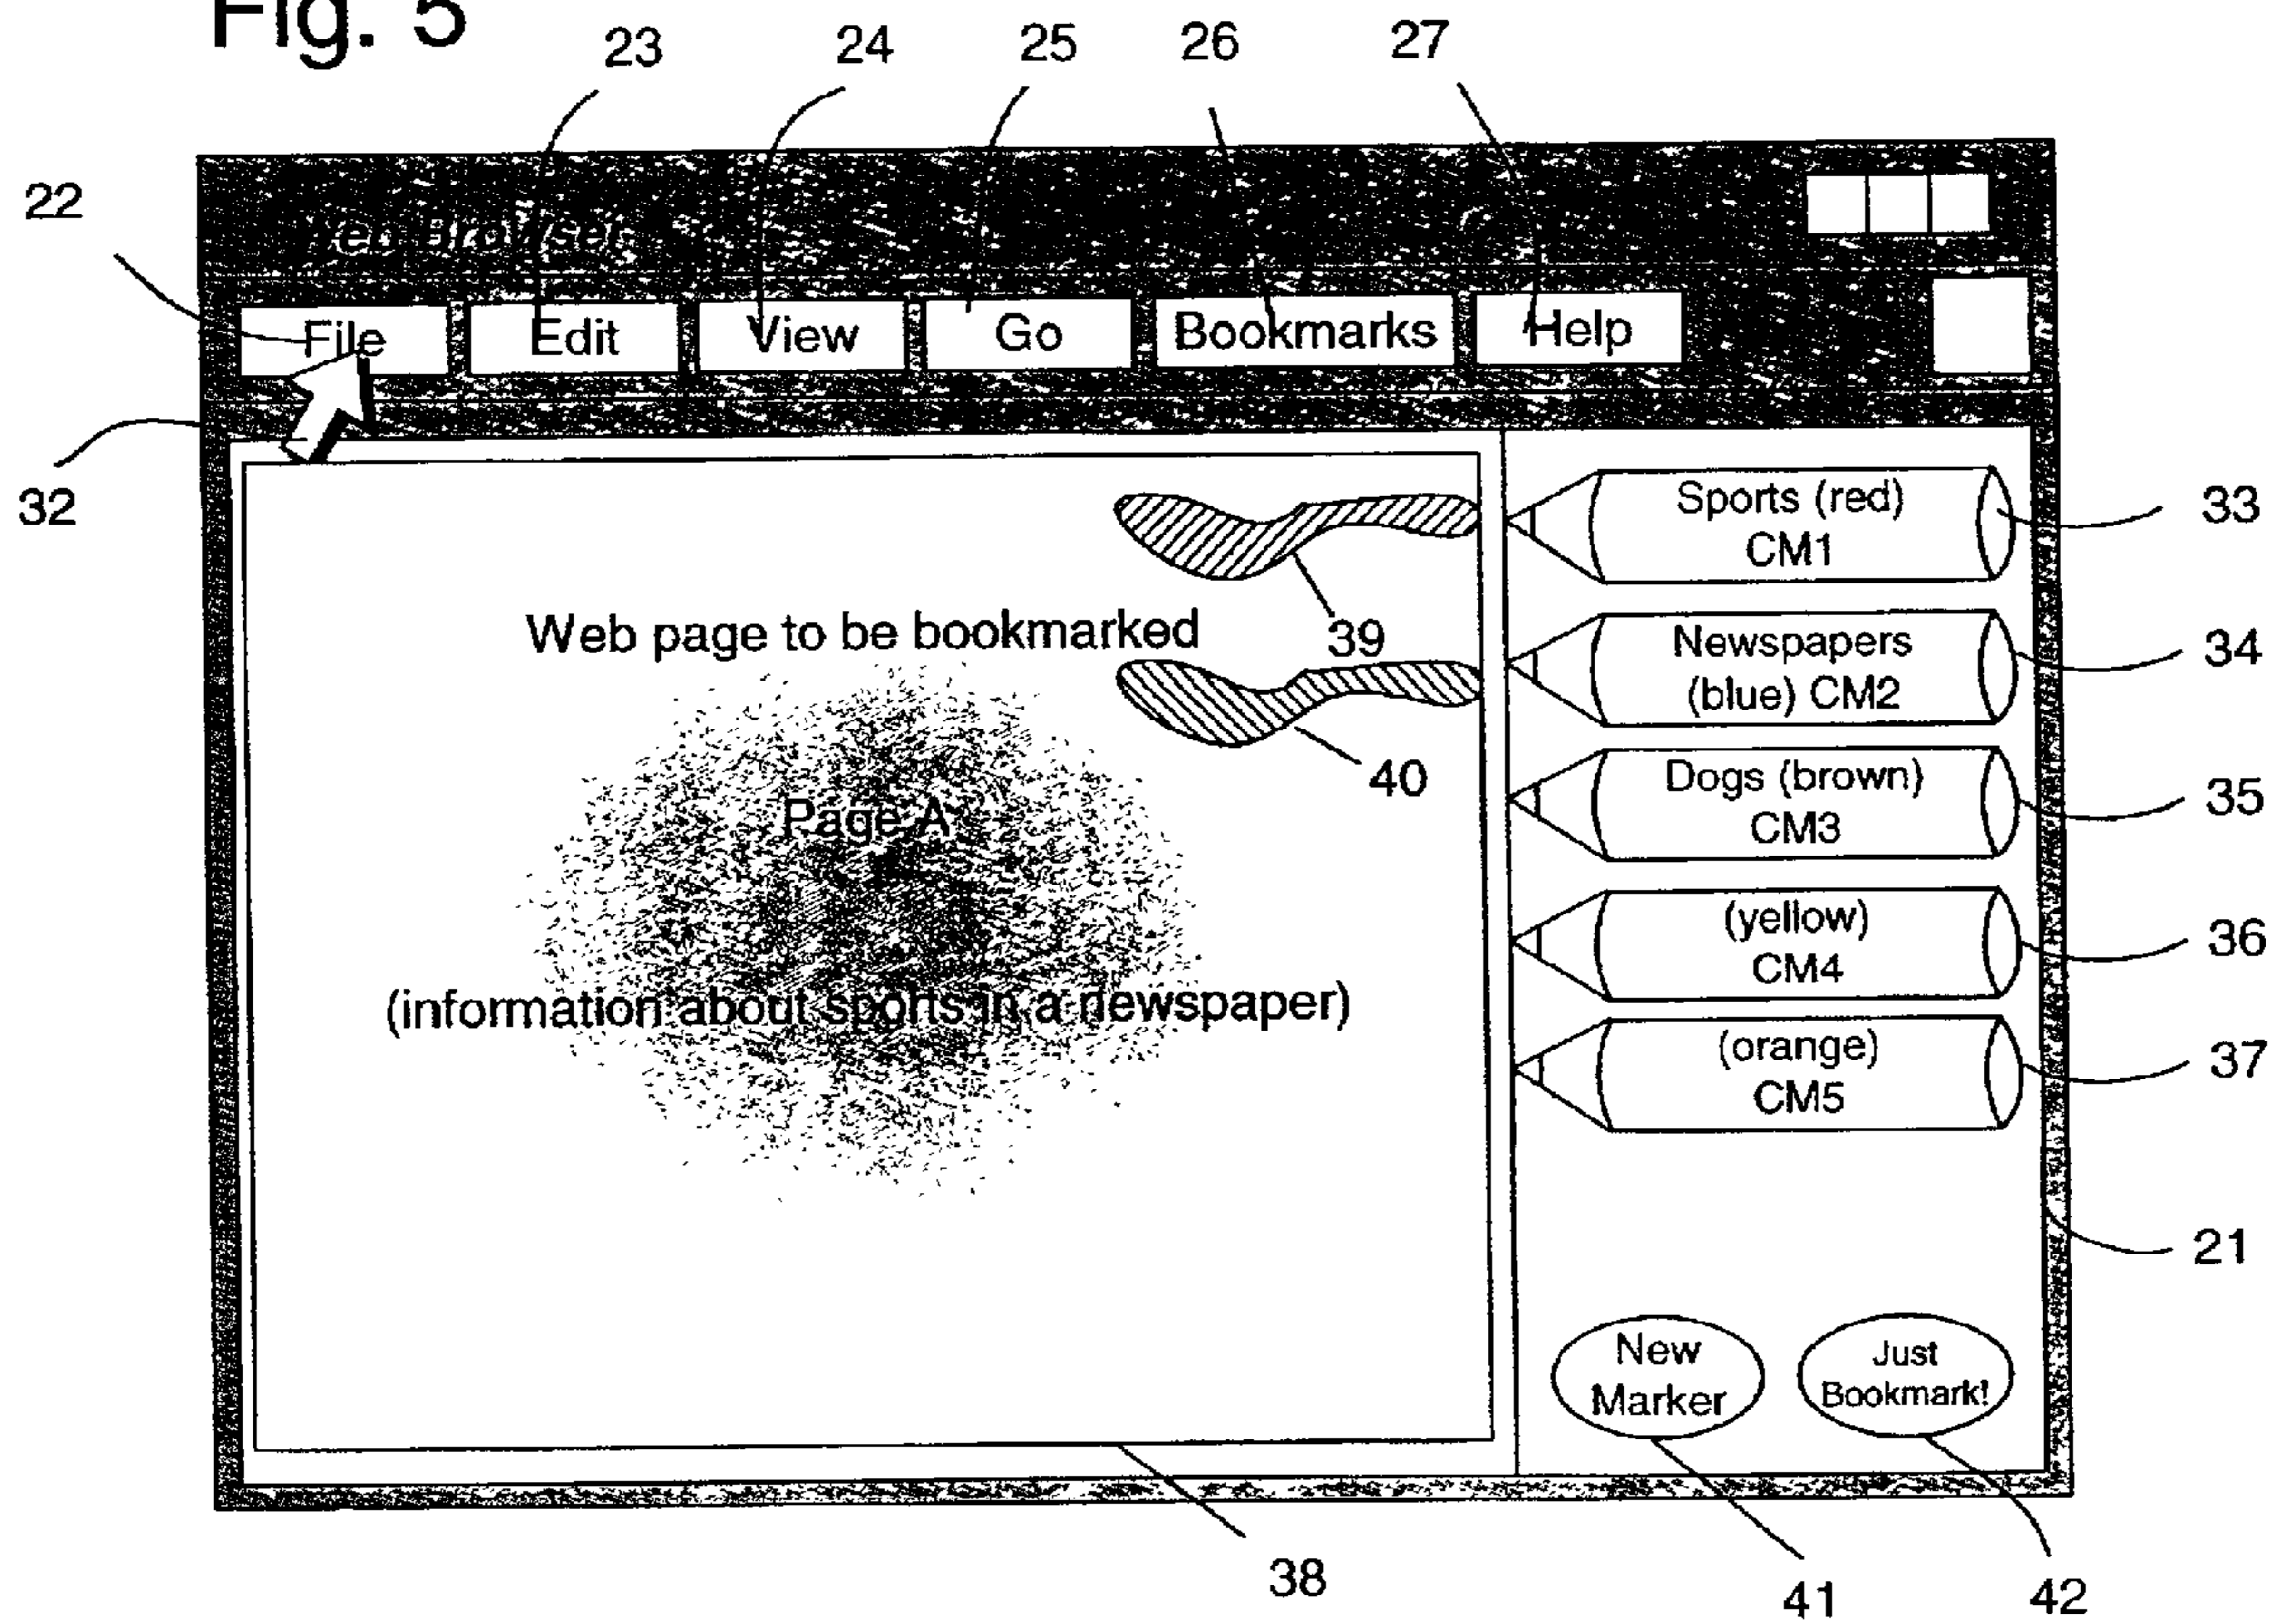 Fig. 5
23 24 25 26 27
22
Web Browser
File Edit View Go Bookmarks Help
32
Sports (red)
CM1
33
Web page to be bookmarked
39
Newspapers
(blue) CM2
34
40
Dogs (brown)
CM3
35
Page A
(yellow)
CM4
36
(information about sports in a newspaper)
(orange)
CM5
37
21
New
Marker
Just
Bookmark!
38
41
42